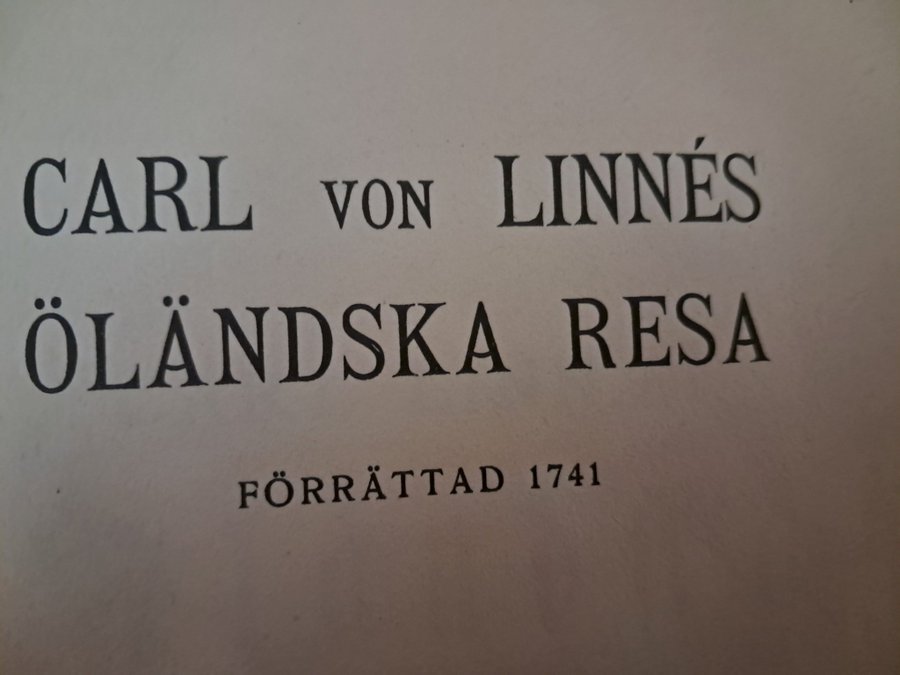 CARL VON LINNÉS
ÖLÄNDSKA RESA
FÖRRÄTTAD 1741